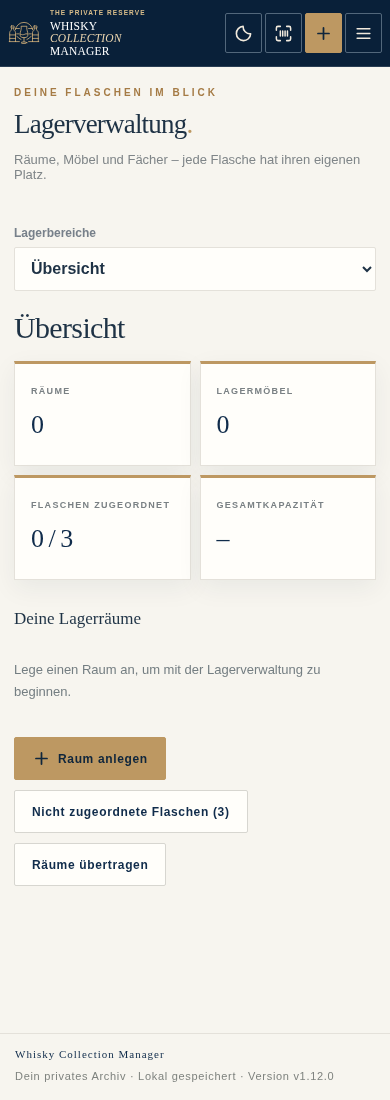 THE PRIVATE RESERVE
WHISKY
COLLECTION
MANAGER
DEINE FLASCHEN IM BLICK
Lagerverwaltung.
Räume, Möbel und Fächer – jede Flasche hat ihren eigenen
Platz.
Lagerbereiche
Übersicht
Übersicht
RÄUME
0
LAGERMÖBEL
0
FLASCHEN ZUGEORDNET
0 / 3
GESAMTKAPAZITÄT
–
Deine Lagerräume
Lege einen Raum an, um mit der Lagerverwaltung zu
beginnen.
Raum anlegen
Nicht zugeordnete Flaschen (3)
Räume übertragen
Whisky Collection Manager
Dein privates Archiv · Lokal gespeichert · Version v1.12.0